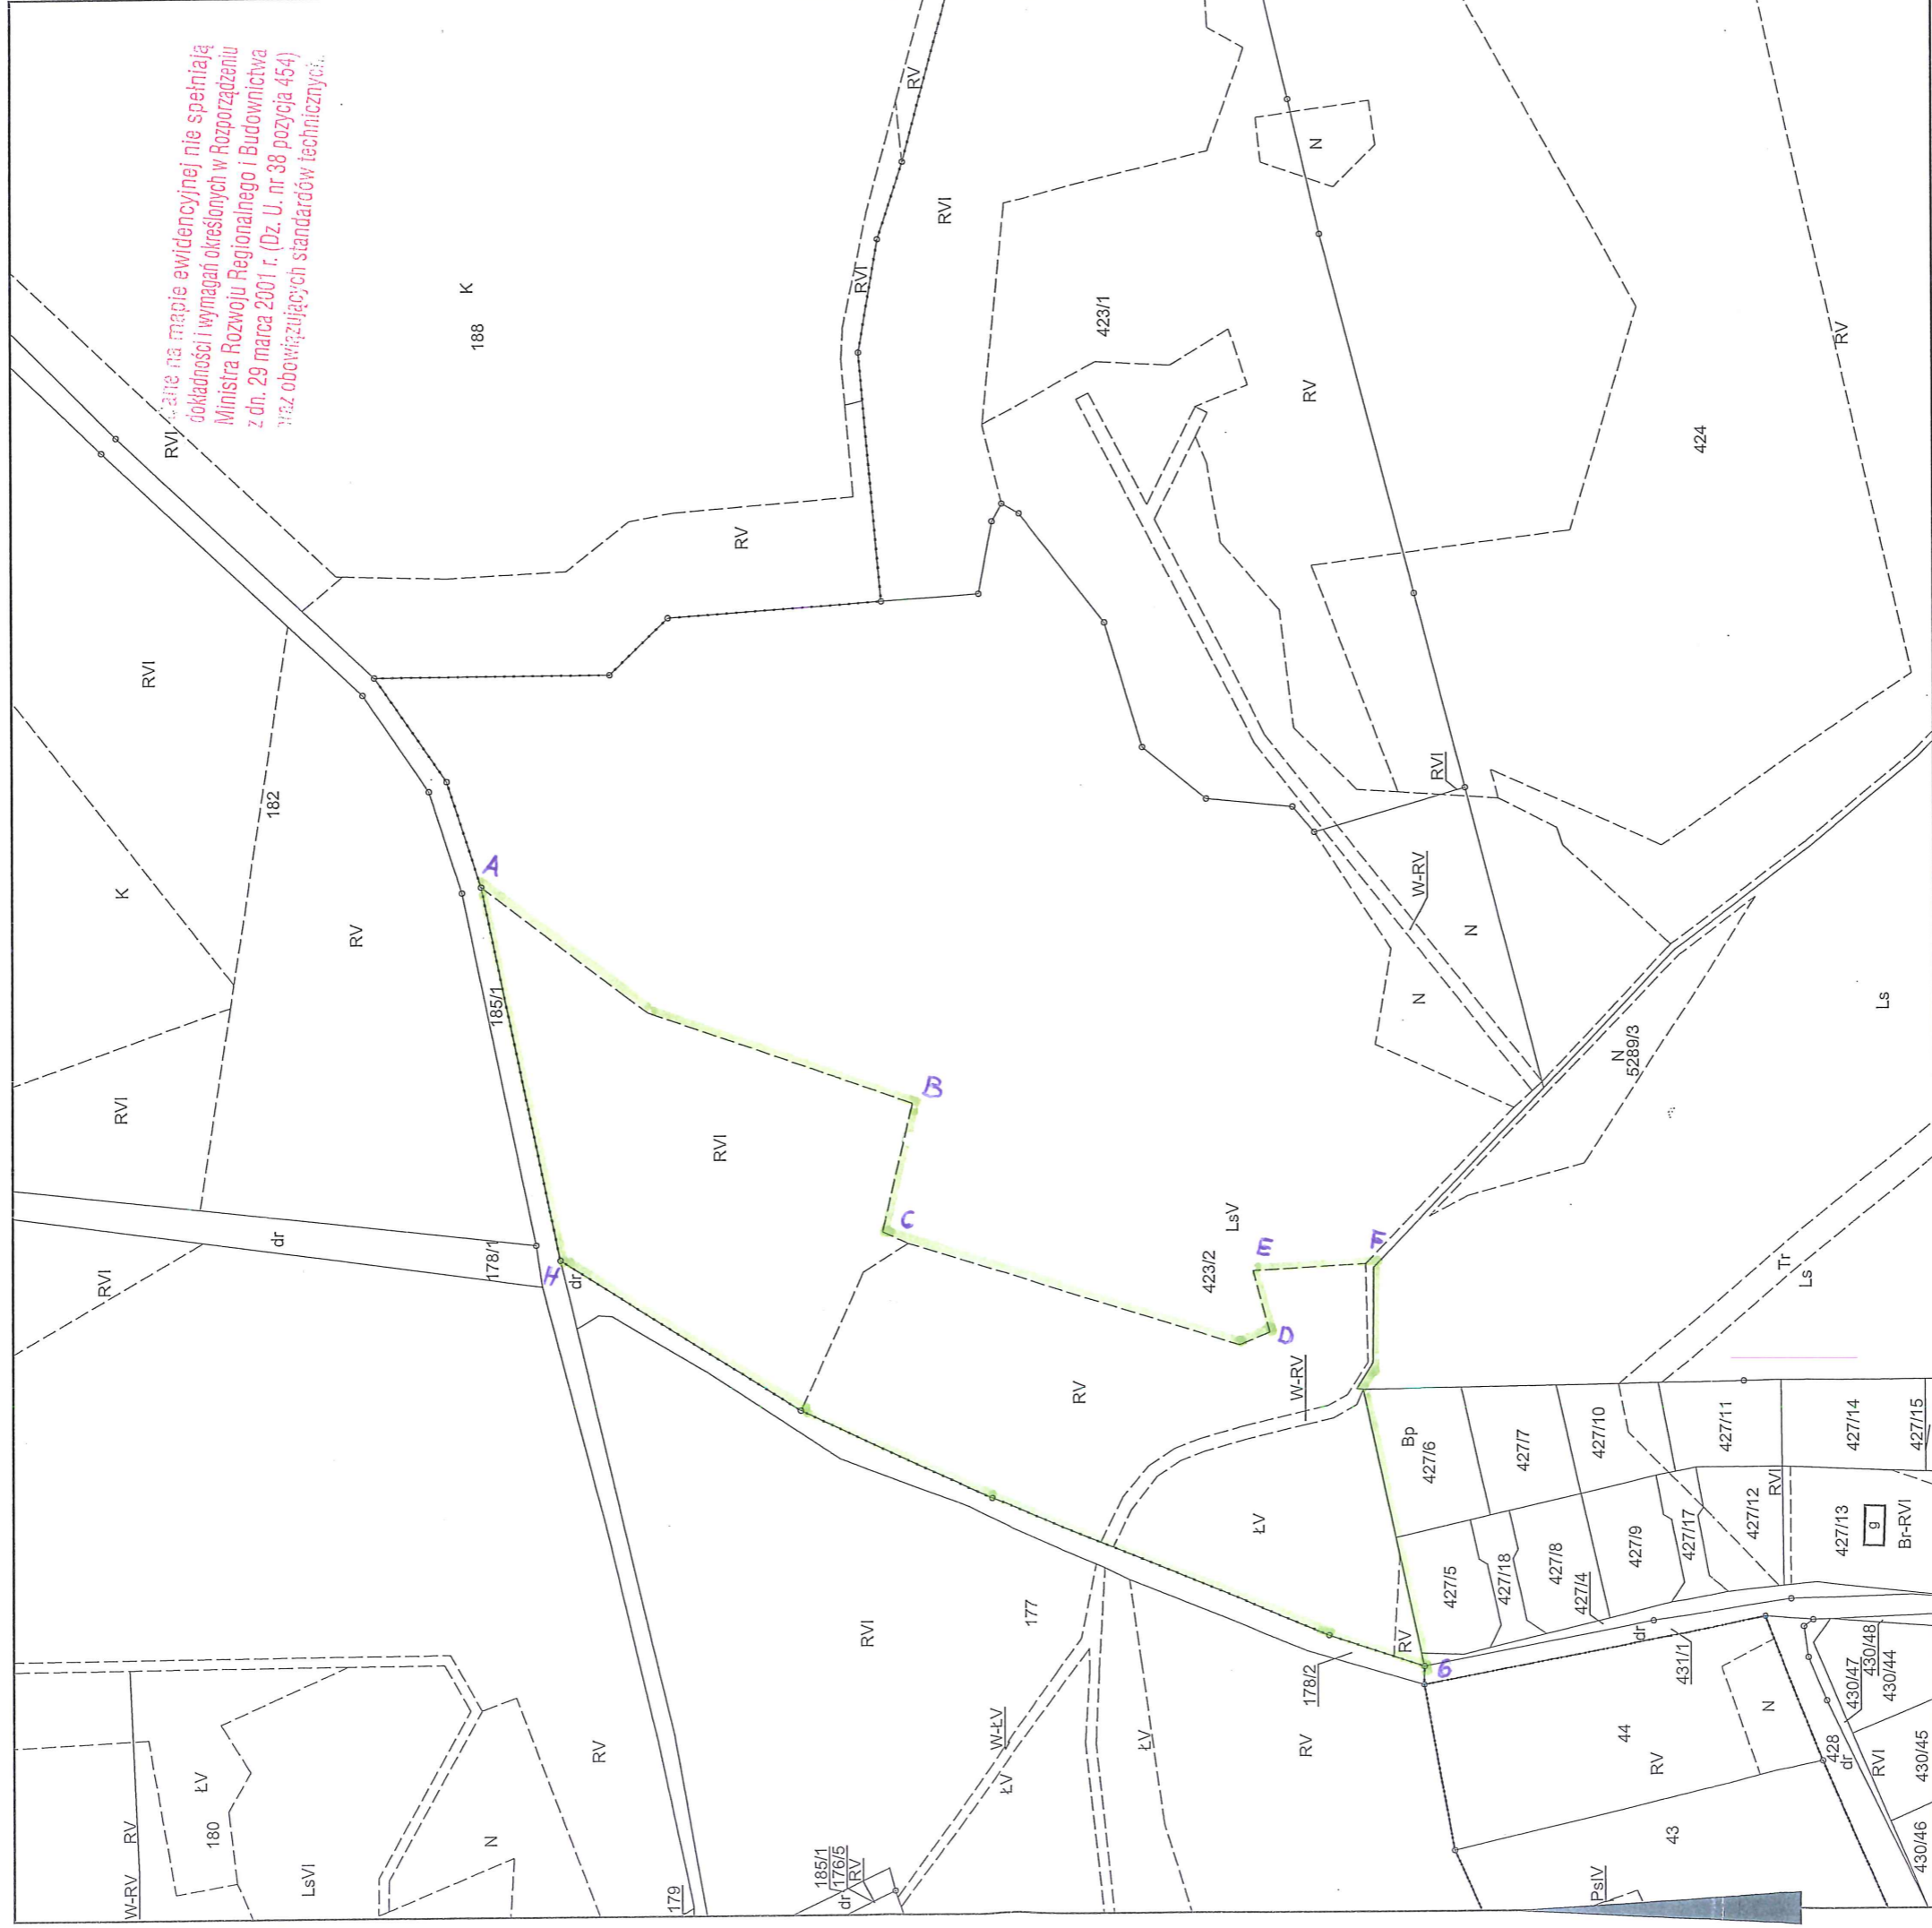 dane na mapie ewidencyjnej nie spełniają
dokładności i wymagań określonych w Rozporządzeniu
Ministra Rozwoju Regionalnego i Budownictwa
z dn. 29 marca 2001 r. (Dz. U. nr 38 pozycja 454)
oraz obowiązujących standardów technicznych.
RVI
K
188
RV
RVI
RV
RVI
423/1
N
RV
424
RV
RVI
182
K
RV
RVI
185/1
A
RVI
B
C
LsV
423/2
E
F
D
RVI
W-RV
N
N
N
5289/3
Ls
Tr
Ls
dr
RVI
178/1
H
dr
RV
W-RV
ŁV
Bp
427/6
427/7
427/10
427/11
427/14
427/15
427/5
427/18
427/8
427/4
427/9
427/17
427/12
RVI
427/13
g
Br-RVI
RV
6
178/2
dr
431/1
RVI
177
W-ŁV
ŁV
ŁV
RV
44
RV
N
428
dr
430/47
430/48
430/44
RVI
430/45
430/46
43
PsIV
W-RV
RV
ŁV
180
LsVI
N
RV
179
185/1
176/5
dr
RV